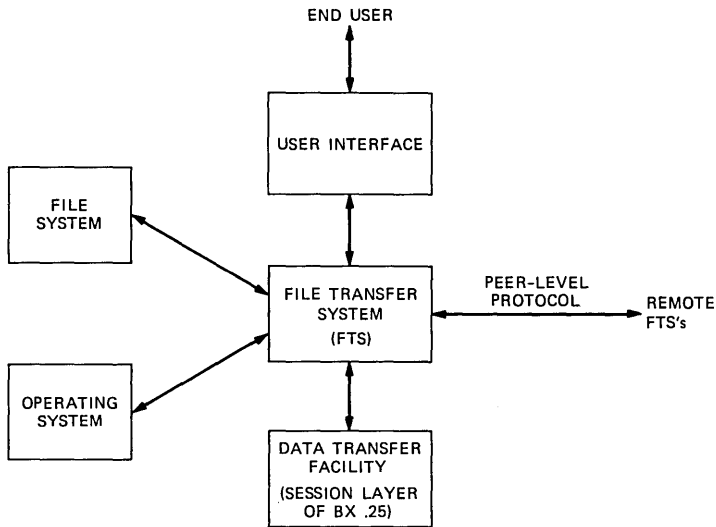 END USER
USER INTERFACE
FILE
SYSTEM
FILE TRANSFER
SYSTEM
(FTS)
PEER-LEVEL
PROTOCOL
REMOTE
FTS's
OPERATING
SYSTEM
DATA TRANSFER
FACILITY
(SESSION LAYER
OF BX .25)